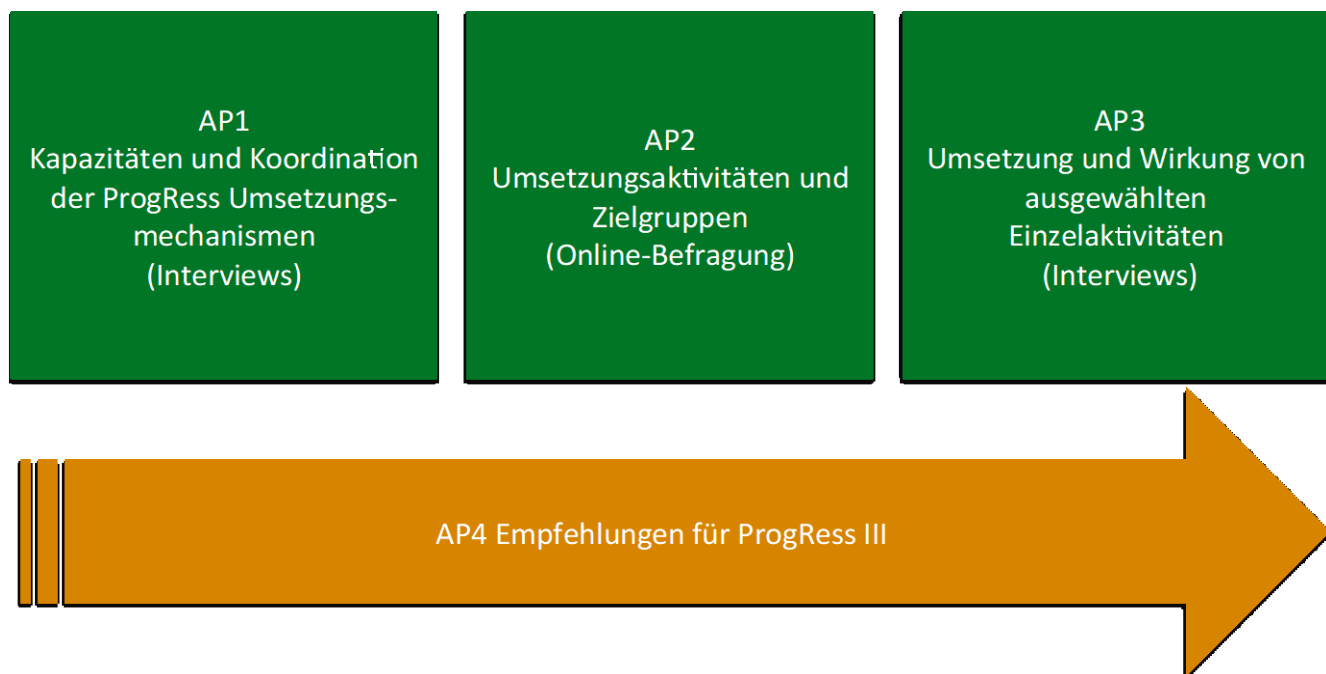 AP1
Kapazitäten und Koordination
der ProgRess Umsetzungs-
mechanismen
(Interviews)
AP2
Umsetzungsaktivitäten und
Zielgruppen
(Online-Befragung)
AP3
Umsetzung und Wirkung von
ausgewählten
Einzelaktivitäten
(Interviews)
AP4 Empfehlungen für ProgRess III